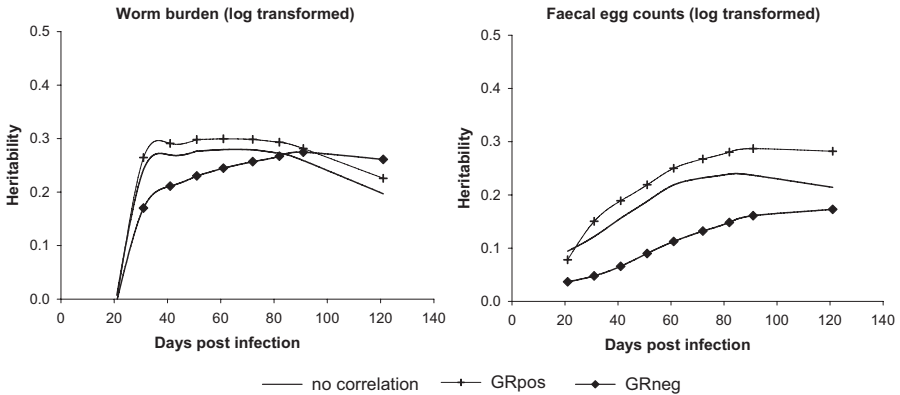 Worm burden (log transformed)
Faecal egg counts (log transformed)
Heritability
0.5
0.4
0.3
0.2
0.1
0.0
0 20 40 60 80 100 120 140
Days post infection
Heritability
0.5
0.4
0.3
0.2
0.1
0.0
0 20 40 60 80 100 120 140
Days post infection
no correlation GRpos GRneg